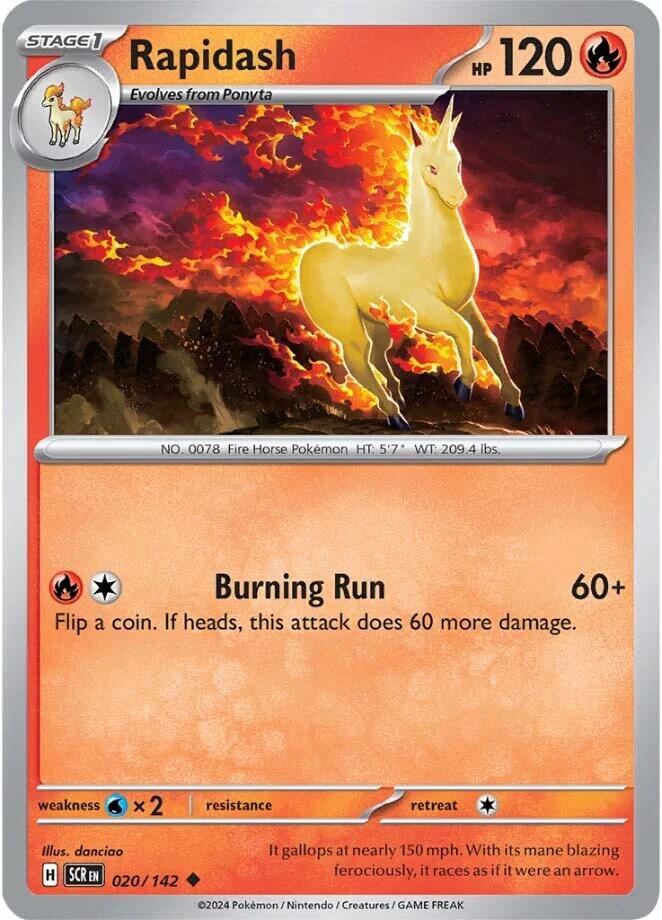 STAGE1
Rapidash
HP 120
Evolves from Ponyta
NO. 0078 Fire Horse Pokémon HT: 5'7" WT: 209.4 lbs.
Burning Run 60+
Flip a coin. If heads, this attack does 60 more damage.
weakness ×2 resistance retreat
Illus. danciao
It gallops at nearly 150 mph. With its mane blazing
ferociously, it races as if it were an arrow.
H SCR EN 020/142
©2024 Pokémon / Nintendo / Creatures / GAME FREAK